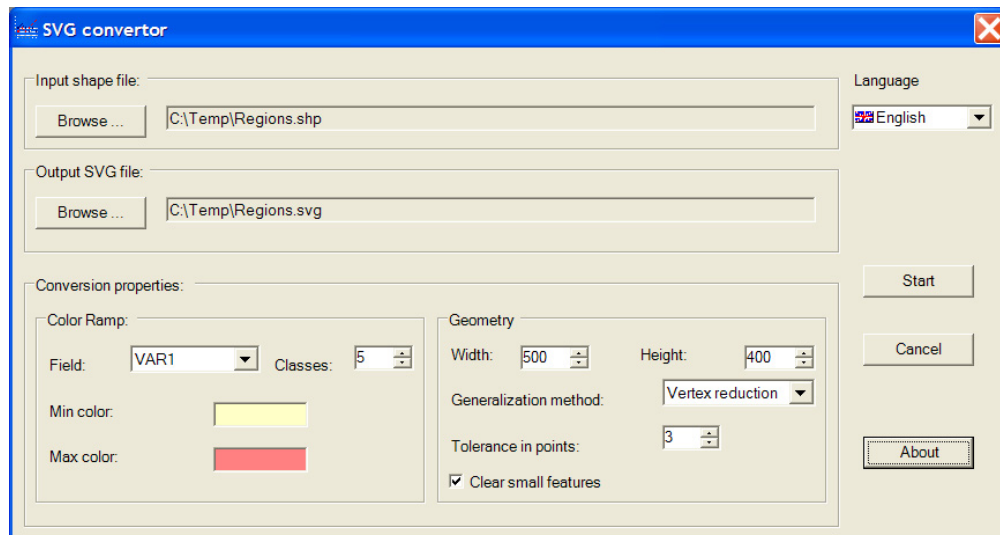 SVG convertor
Input shape file:
Language
Browse ...
C:\Temp\Regions.shp
English
Output SVG file:
Browse ...
C:\Temp\Regions.svg
Conversion properties:
Start
Color Ramp:
Geometry
Field:
VAR1
Classes:
5
Width:
500
Height:
400
Cancel
Generalization method:
Vertex reduction
Min color:
Tolerance in points:
3
Max color:
About
Clear small features